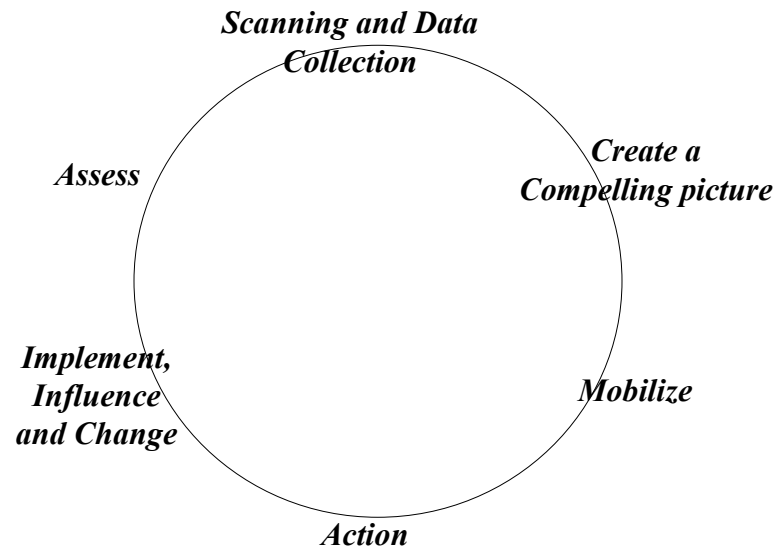 Scanning and Data
Collection
Create a
Compelling picture
Mobilize
Action
Implement,
Influence
and Change
Assess